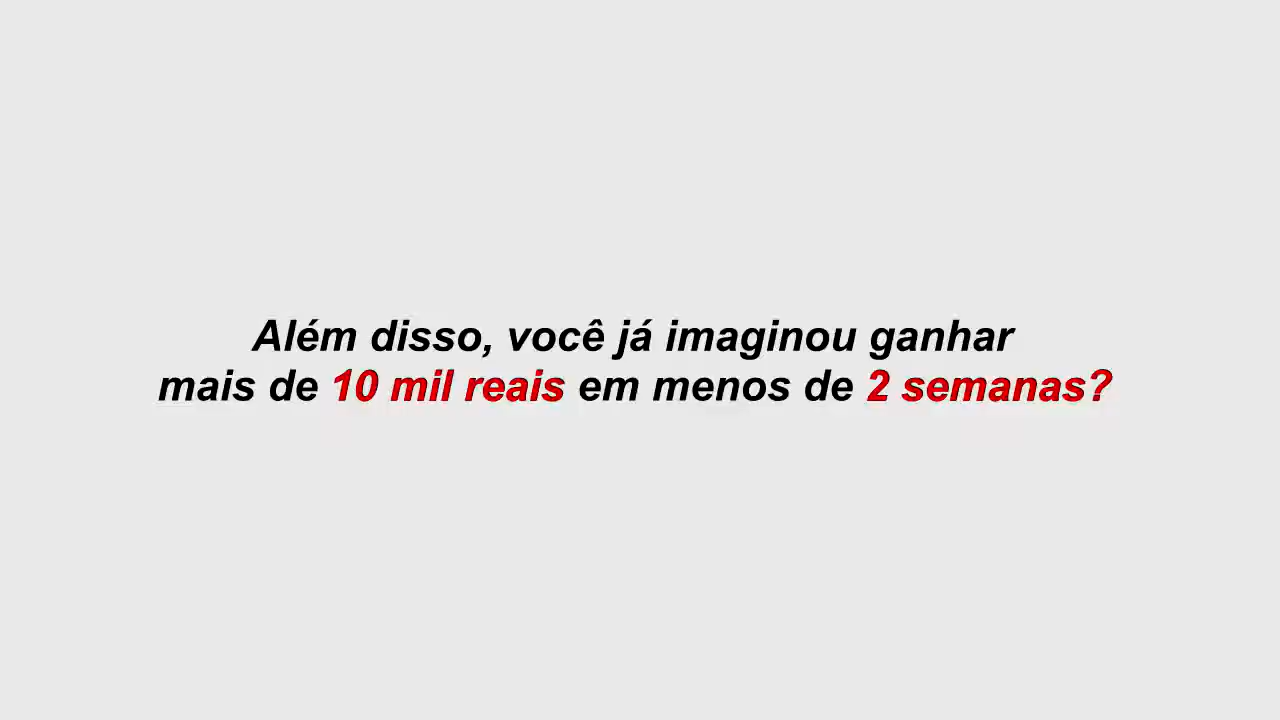 Além disso, você já imaginou ganhar
mais de 10 mil reais em menos de 2 semanas?